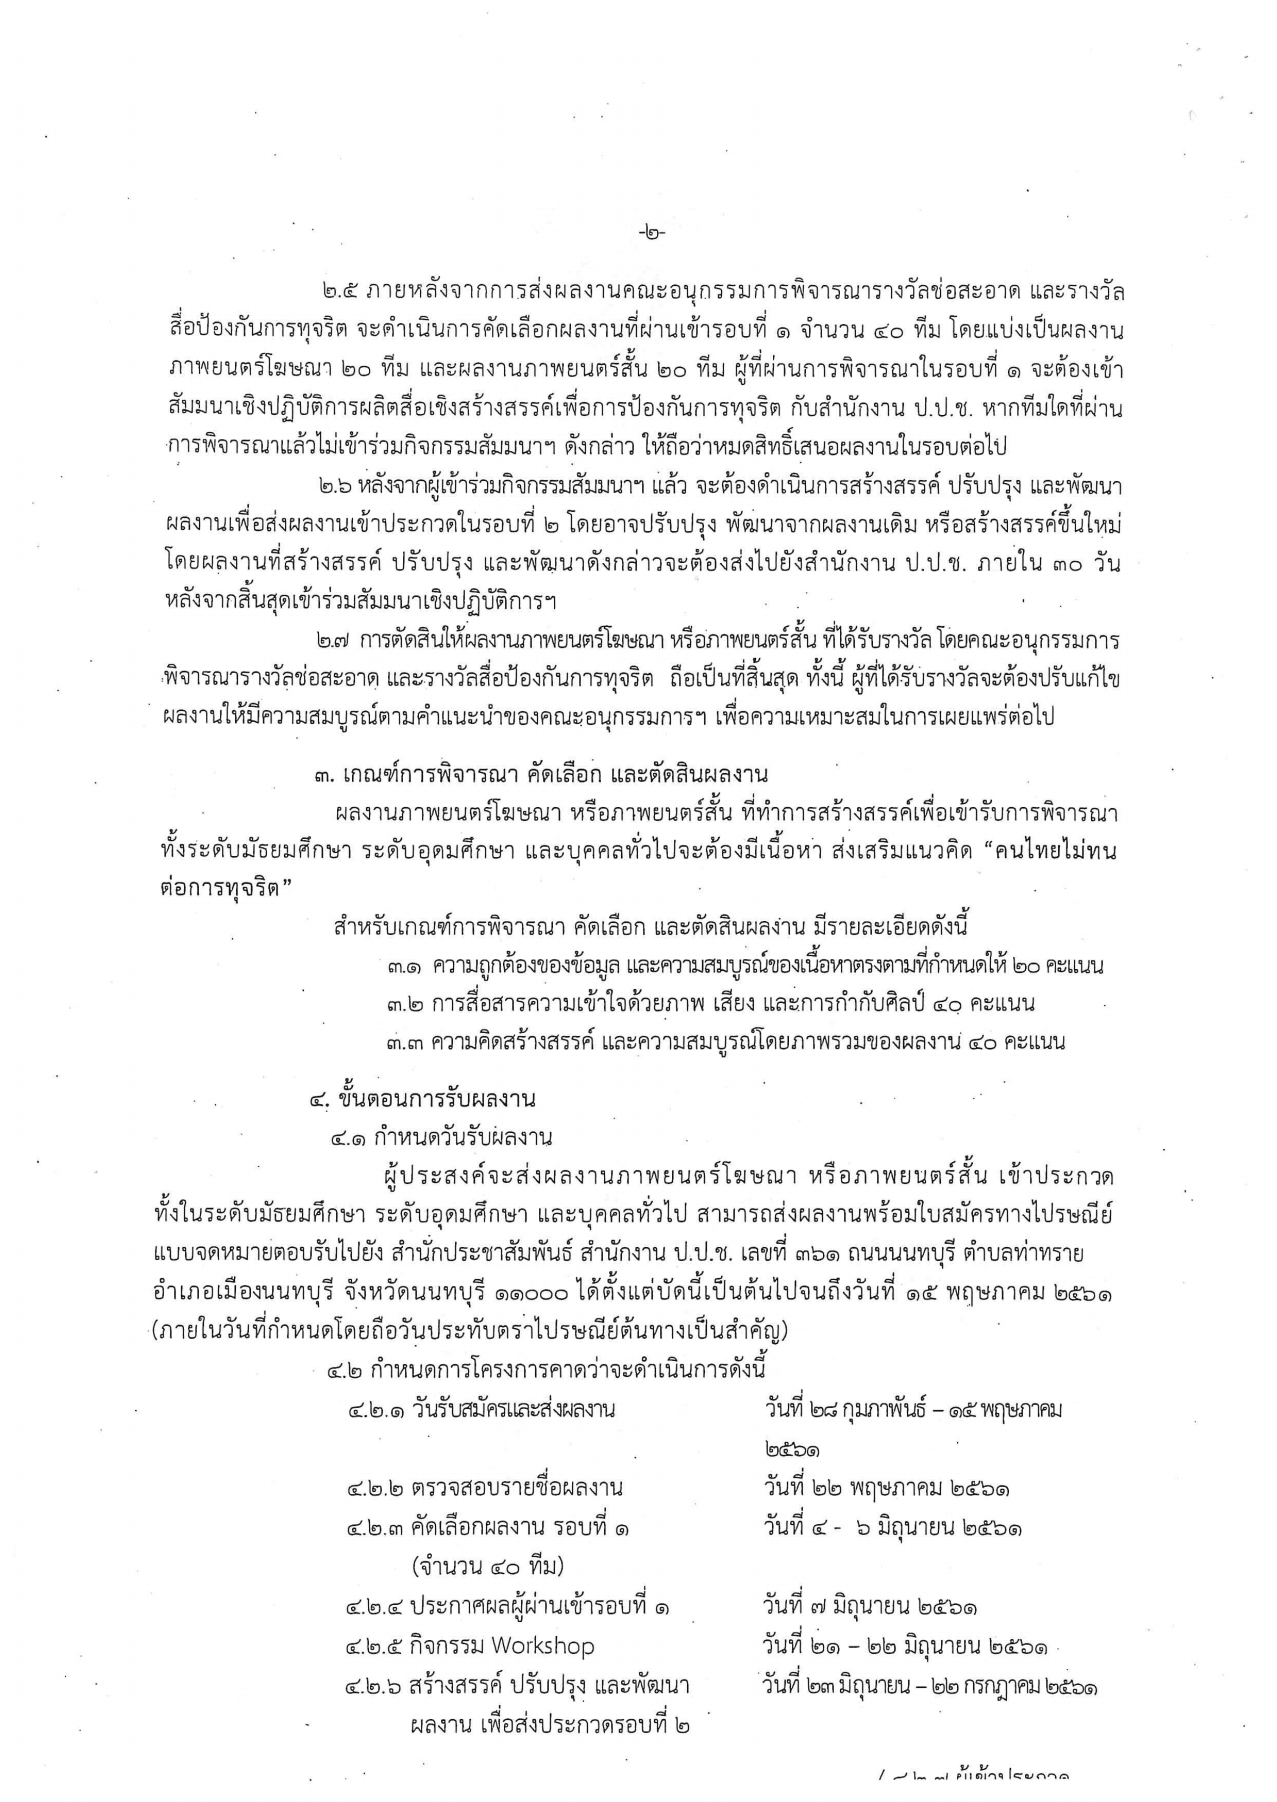 -๒-
๒.๕ ภายหลังจากการส่งผลงานคณะอนุกรรมการพิจารณารางวัลช่อสะอาด และรางวัล
สื่อป้องกันการทุจริต จะดำเนินการคัดเลือกผลงานที่ผ่านเข้ารอบที่ ๑ จำนวน ๔๐ ทีม โดยแบ่งเป็นผลงาน
ภาพยนตร์โฆษณา ๒๐ ทีม และผลงานภาพยนตร์สั้น ๒๐ ทีม ผู้ที่ผ่านการพิจารณาในรอบที่ ๑ จะต้องเข้า
สัมมนาเชิงปฏิบัติการผลิตสื่อเชิงสร้างสรรค์เพื่อการป้องกันการทุจริต กับสำนักงาน ป.ป.ช. หากทีมใดที่ผ่าน
การพิจารณาแล้วไม่เข้าร่วมกิจกรรมสัมมนาฯ ดังกล่าว ให้ถือว่าหมดสิทธิ์เสนอผลงานในรอบต่อไป
๒.๖ หลังจากผู้เข้าร่วมกิจกรรมสัมมนาฯ แล้ว จะต้องดำเนินการสร้างสรรค์ ปรับปรุง และพัฒนา
ผลงานเพื่อส่งผลงานเข้าประกวดในรอบที่ ๒ โดยอาจปรับปรุง พัฒนาจากผลงานเดิม หรือสร้างสรรค์ขึ้นใหม่
โดยผลงานที่สร้างสรรค์ ปรับปรุง และพัฒนาดังกล่าวจะต้องส่งไปยังสำนักงาน ป.ป.ช. ภายใน ๓๐ วัน
หลังจากสิ้นสุดเข้าร่วมสัมมนาเชิงปฏิบัติการฯ
๒.๗ การตัดสินให้ผลงานภาพยนตร์โฆษณา หรือภาพยนตร์สั้น ที่ได้รับรางวัล โดยคณะอนุกรรมการ
พิจารณารางวัลช่อสะอาด และรางวัลสื่อป้องกันการทุจริต ถือเป็นที่สิ้นสุด ทั้งนี้ ผู้ที่ได้รับรางวัลจะต้องปรับแก้ไข
ผลงานให้มีความสมบูรณ์ตามคำแนะนำของคณะอนุกรรมการฯ เพื่อความเหมาะสมในการเผยแพร่ต่อไป
๓. เกณฑ์การพิจารณา คัดเลือก และตัดสินผลงาน
ผลงานภาพยนตร์โฆษณา หรือภาพยนตร์สั้น ที่ทำการสร้างสรรค์เพื่อเข้ารับการพิจารณา
ทั้งระดับมัธยมศึกษา ระดับอุดมศึกษา และบุคคลทั่วไปจะต้องมีเนื้อหา ส่งเสริมแนวคิด “คนไทยไม่ทน
ต่อการทุจริต”
สำหรับเกณฑ์การพิจารณา คัดเลือก และตัดสินผลงาน มีรายละเอียดดังนี้
๓.๑ ความถูกต้องของข้อมูล และความสมบูรณ์ของเนื้อหาตรงตามที่กำหนดให้ ๒๐ คะแนน
๓.๒ การสื่อสารความเข้าใจด้วยภาพ เสียง และการกำกับศิลป์ ๔๐ คะแนน
๓.๓ ความคิดสร้างสรรค์ และความสมบูรณ์โดยภาพรวมของผลงาน ๔๐ คะแนน
๔. ขั้นตอนการรับผลงาน
๔.๑ กำหนดวันรับผลงาน
ผู้ประสงค์จะส่งผลงานภาพยนตร์โฆษณา หรือภาพยนตร์สั้น เข้าประกวด
ทั้งในระดับมัธยมศึกษา ระดับอุดมศึกษา และบุคคลทั่วไป สามารถส่งผลงานพร้อมใบสมัครทางไปรษณีย์
แบบจดหมายตอบรับไปยัง สำนักประชาสัมพันธ์ สำนักงาน ป.ป.ช. เลขที่ ๓๖๑ ถนนนนทบุรี ตำบลท่าทราย
อำเภอเมืองนนทบุรี จังหวัดนนทบุรี ๑๑๐๐๐ ได้ตั้งแต่บัดนี้เป็นต้นไปจนถึงวันที่ ๑๕ พฤษภาคม ๒๕๖๑
(ภายในวันที่กำหนดโดยถือวันประทับตราไปรษณีย์ต้นทางเป็นสำคัญ)
๔.๒ กำหนดการโครงการคาดว่าจะดำเนินการดังนี้
๔.๒.๑ วันรับสมัครและส่งผลงาน วันที่ ๒๘ กุมภาพันธ์ – ๑๕ พฤษภาคม
๒๕๖๑
๔.๒.๒ ตรวจสอบรายชื่อผลงาน วันที่ ๒๒ พฤษภาคม ๒๕๖๑
๔.๒.๓ คัดเลือกผลงาน รอบที่ ๑ วันที่ ๔ - ๖ มิถุนายน ๒๕๖๑
(จำนวน ๔๐ ทีม)
๔.๒.๔ ประกาศผลผู้ผ่านเข้ารอบที่ ๑ วันที่ ๗ มิถุนายน ๒๕๖๑
๔.๒.๕ กิจกรรม Workshop วันที่ ๒๑ – ๒๒ มิถุนายน ๒๕๖๑
๔.๒.๖ สร้างสรรค์ ปรับปรุง และพัฒนา วันที่ ๒๓ มิถุนายน – ๒๒ กรกฎาคม ๒๕๖๑
ผลงาน เพื่อส่งประกวดรอบที่ ๒